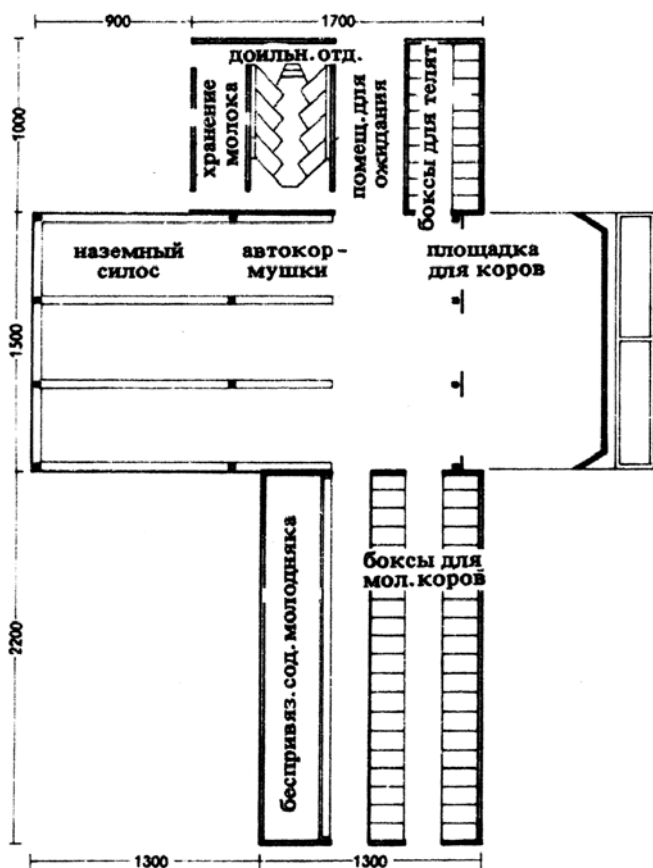 900
1700
доильн. отд.
1000
хранение
молока
помещ. для
ожидания
боксы для телят
наземный
силос
автокор-
мушки
площадка
для коров
1500
боксы для
мол. коров
беспривяз. сод. молодняка
2200
1300
1300